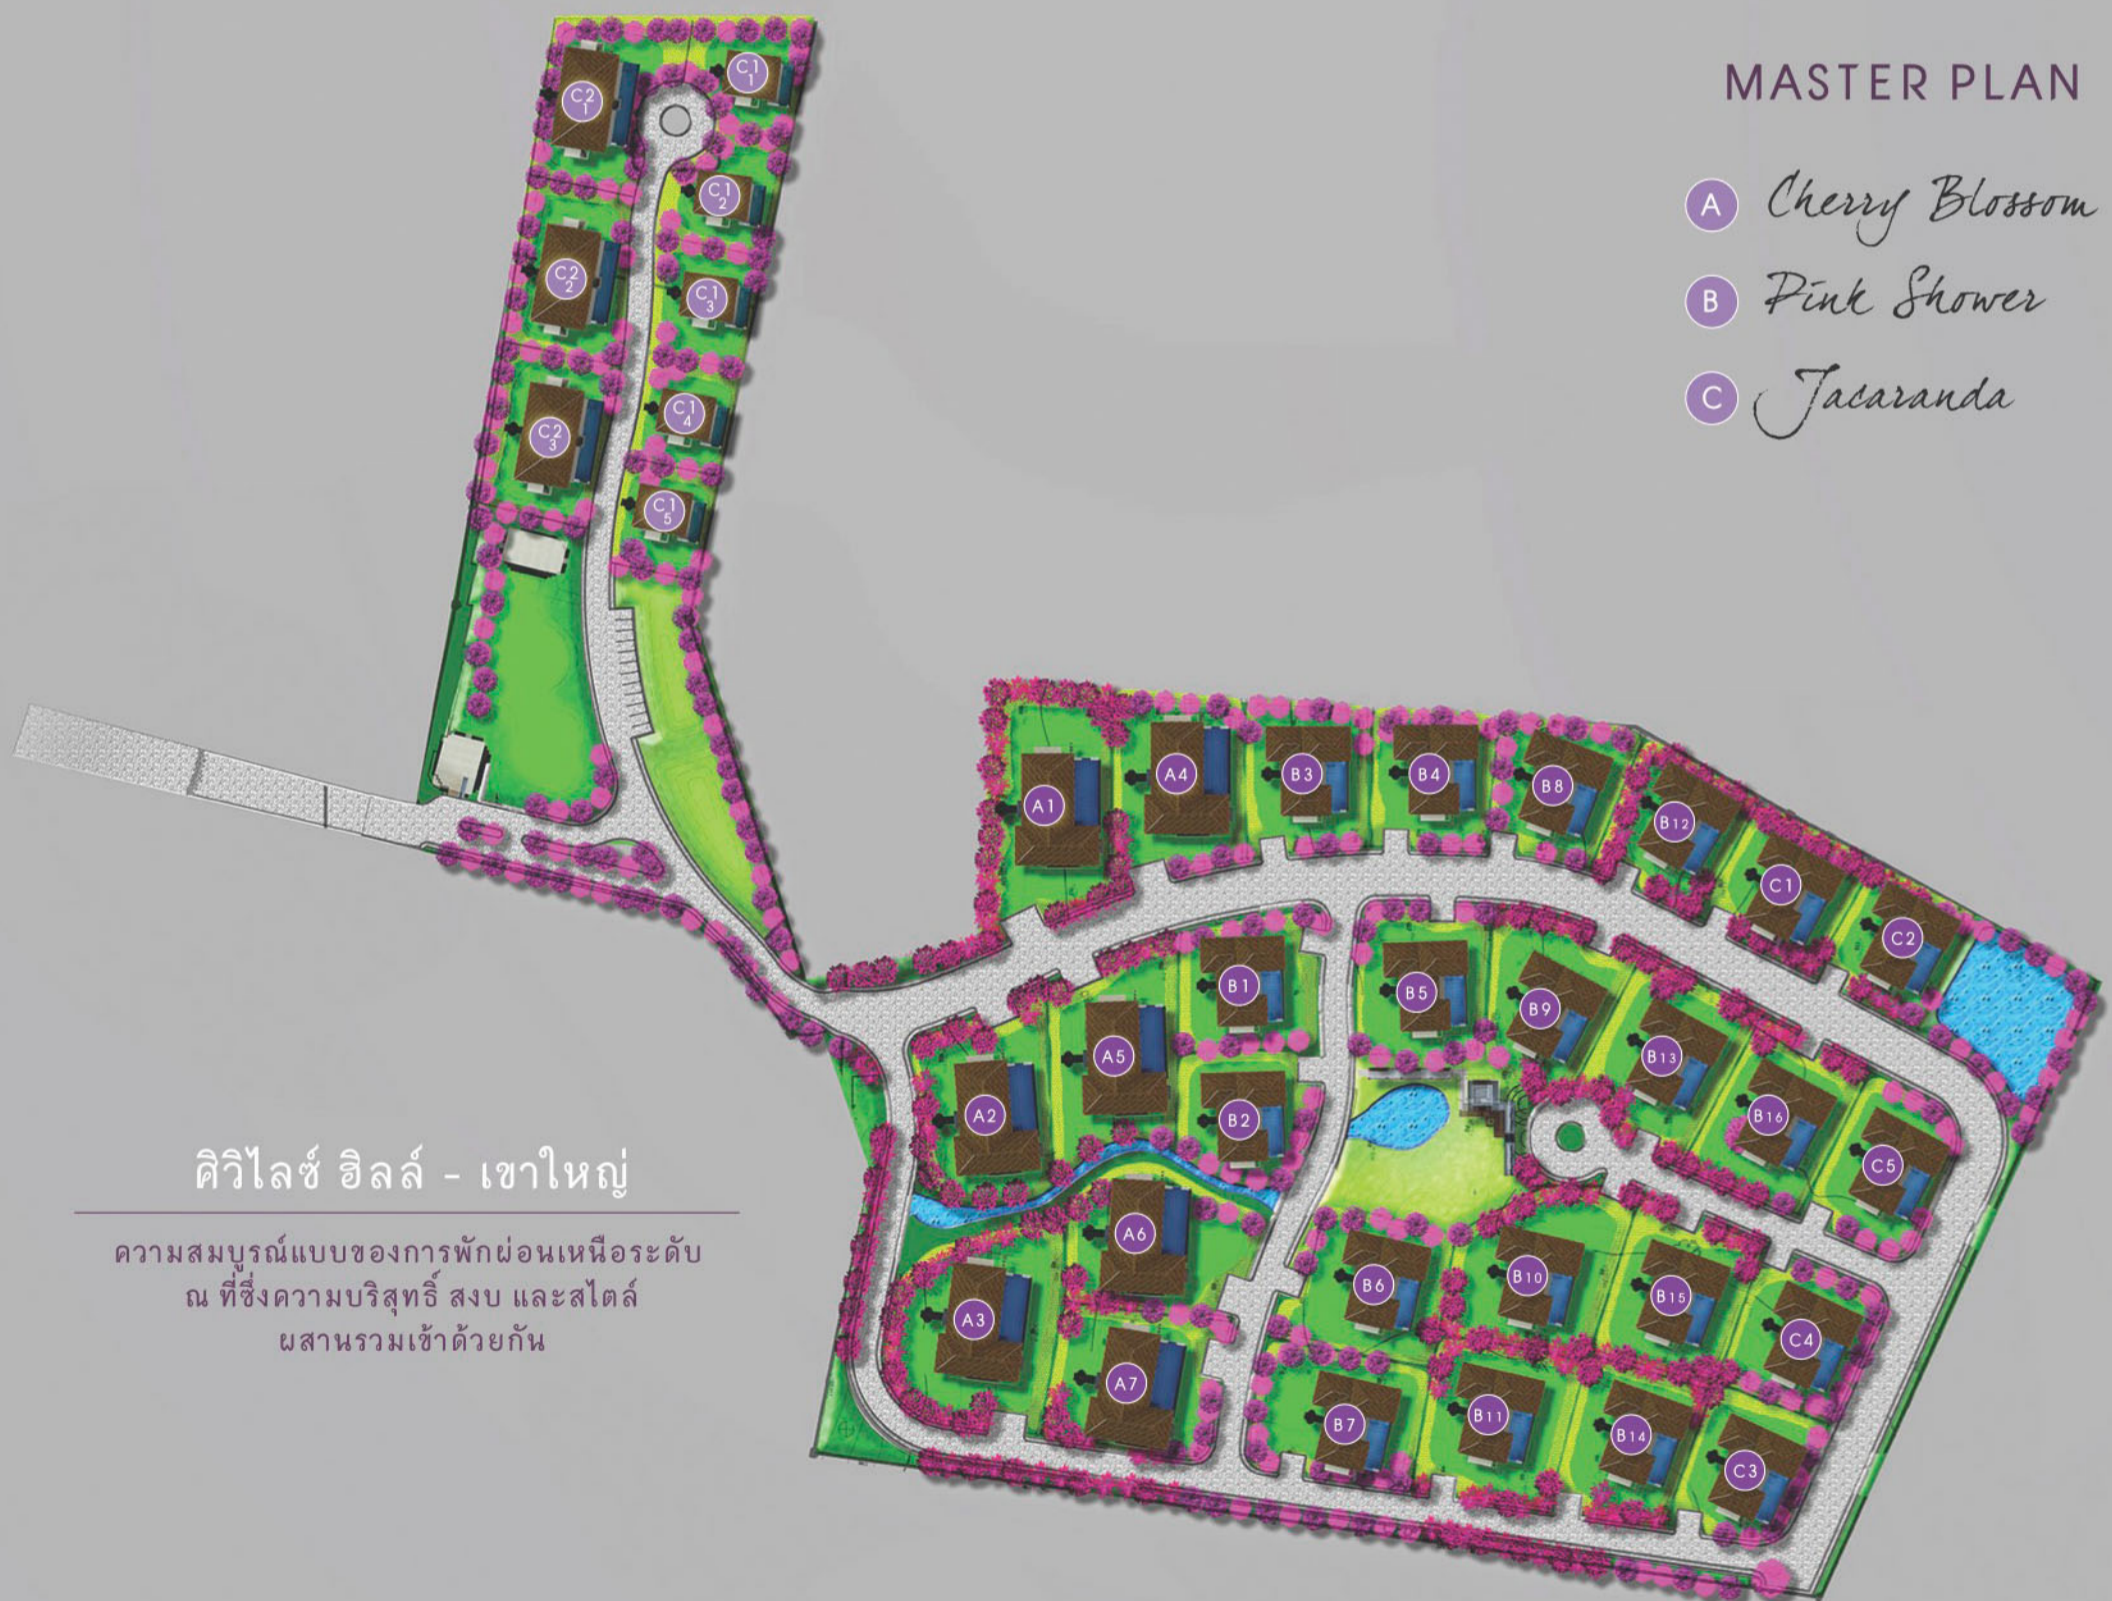 MASTER PLAN
A Cherry Blossom
B Pink Shower
C Jacaranda
C2 1
C1 1
C1 2
C2 2
C1 3
C1 4
C2 3
C1 5
A1
A4
B3
B4
B8
B12
C1
C2
B1
B5
B9
B13
A5
A2
B2
B16
C5
A6
A3
B6
B10
B15
C4
A7
B7
B11
B14
C3
ศิวิไลซ์ ฮิลล์ - เขาใหญ่
ความสมบูรณ์แบบของการพักผ่อนเหนือระดับ
ณ ที่ซึ่งความบริสุทธิ์ สงบ และสไตล์
ผสานรวมเข้าด้วยกัน